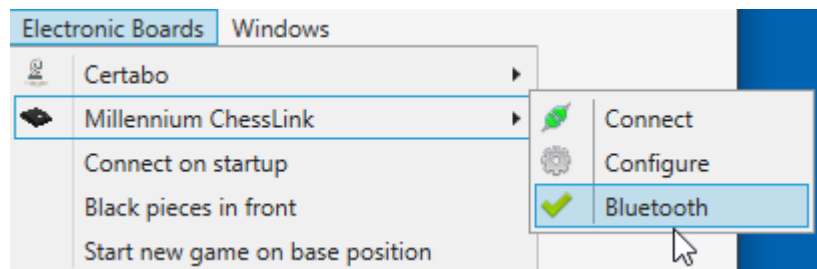 Electronic Boards Windows
Certabo
Millennium ChessLink
Connect on startup
Black pieces in front
Start new game on base position
Connect
Configure
Bluetooth